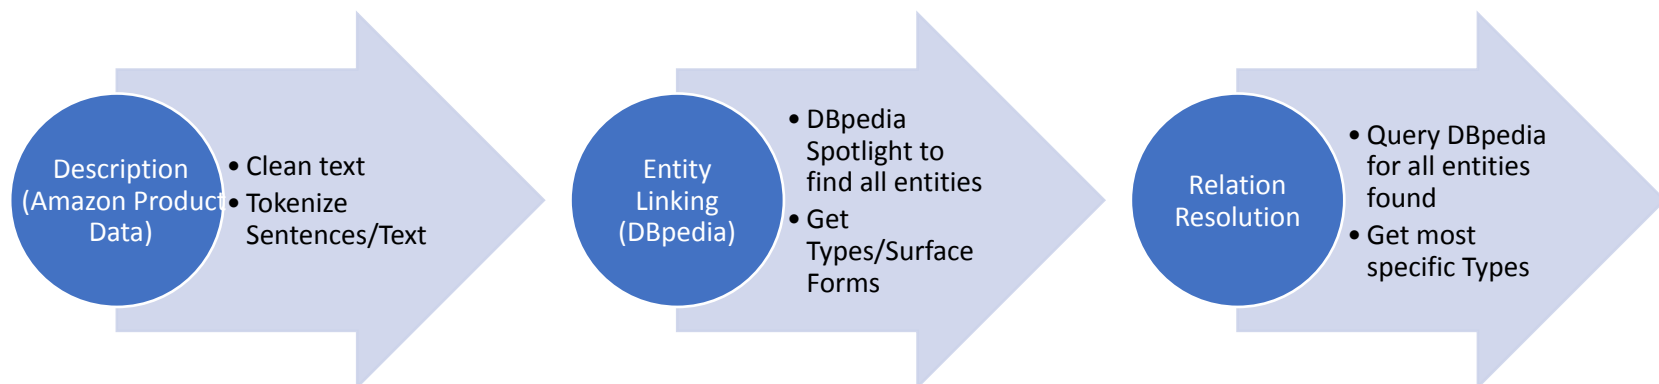 Description
(Amazon Product
Data)
• Clean text
• Tokenize
Sentences/Text
Entity
Linking
(DBpedia)
• DBpedia
Spotlight to
find all entities
• Get
Types/Surface
Forms
Relation
Resolution
• Query DBpedia
for all entities
found
• Get most
specific Types